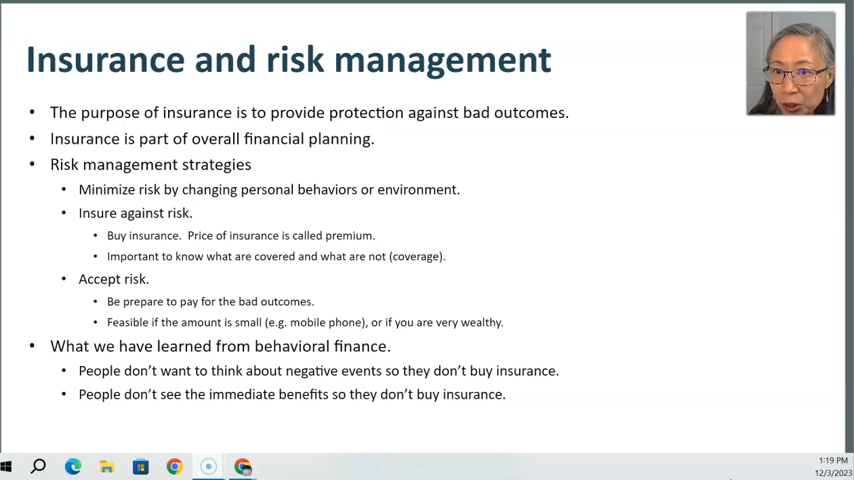 Insurance and risk management
• The purpose of insurance is to provide protection against bad outcomes.
• Insurance is part of overall financial planning.
• Risk management strategies
• Minimize risk by changing personal behaviors or environment.
• Insure against risk.
• Buy insurance. Price of insurance is called premium.
• Important to know what are covered and what are not (coverage).
• Accept risk.
• Be prepare to pay for the bad outcomes.
• Feasible if the amount is small (e.g. mobile phone), or if you are very wealthy.
• What we have learned from behavioral finance.
• People don't want to think about negative events so they don't buy insurance.
• People don't see the immediate benefits so they don't buy insurance.
1:19 PM
12/3/2023